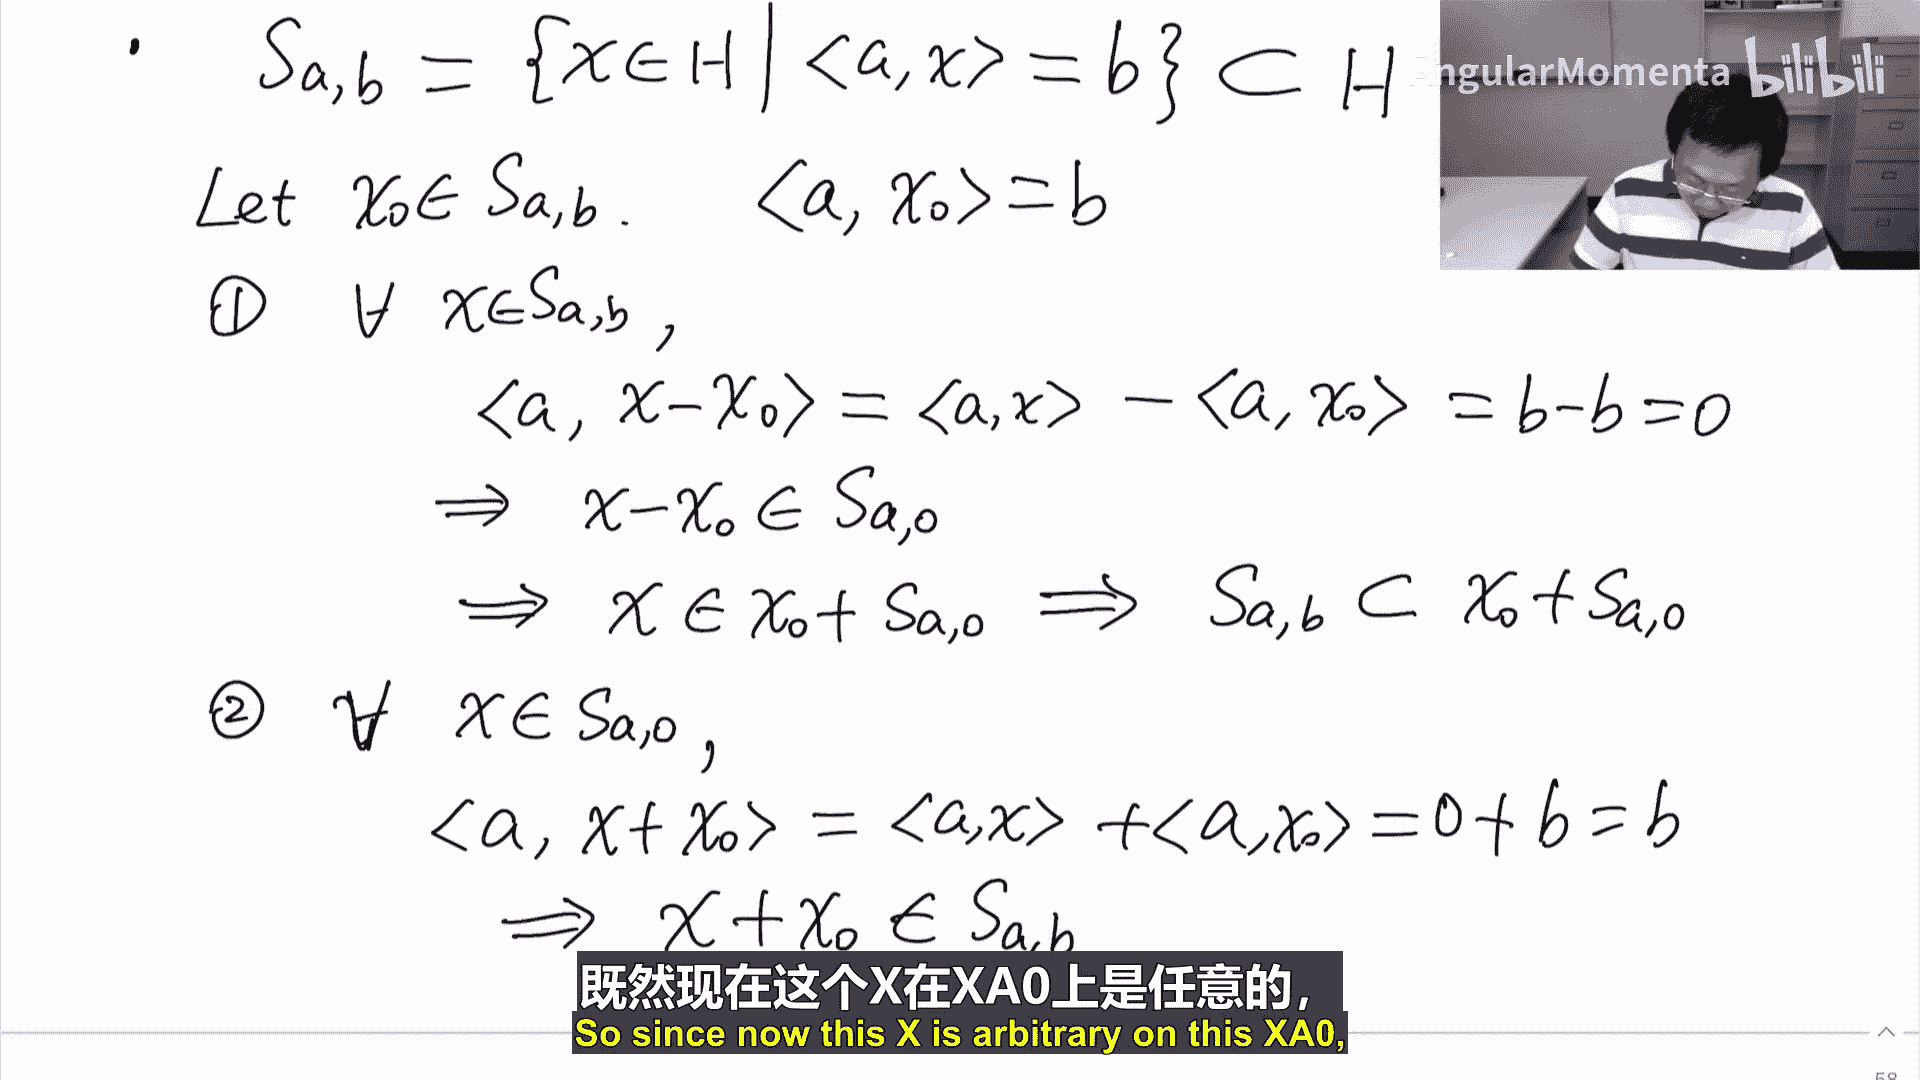 • S_{a,b} = {x ∈ H | <a, x> = b} ⊂ H
ngularMomenta bilibili
Let x₀ ∈ S_{a,b}. <a, x₀> = b
① ∀ x ∈ S_{a,b},
<a, x - x₀> = <a, x> - <a, x₀> = b - b = 0
⇒ x - x₀ ∈ S_{a,0}
⇒ x ∈ x₀ + S_{a,0} ⇒ S_{a,b} ⊂ x₀ + S_{a,0}
② ∀ x ∈ S_{a,0},
<a, x + x₀> = <a, x> + <a, x₀> = 0 + b = b
⇒ x + x₀ ∈ S_{a,b}
既然现在这个X在XA0上是任意的，
So since now this X is arbitrary on this XA0,